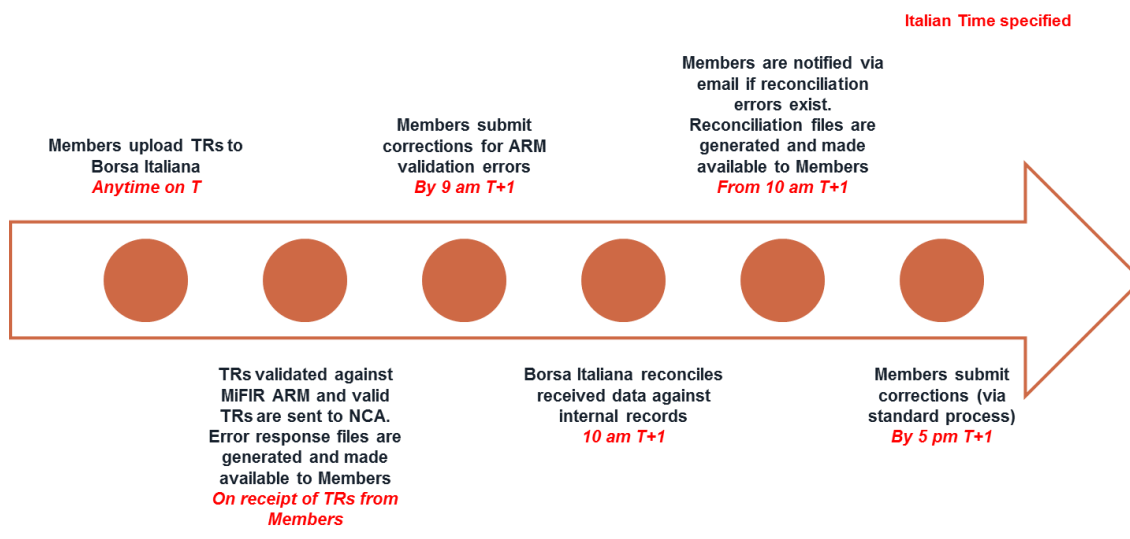 Italian Time specified
Members upload TRs to
Borsa Italiana
Anytime on T
TRs validated against
MiFIR ARM and valid
TRs are sent to NCA.
Error response files are
generated and made
available to Members
On receipt of TRs from
Members
Members submit
corrections for ARM
validation errors
By 9 am T+1
Borsa Italiana reconciles
received data against
internal records
10 am T+1
Members are notified via
email if reconciliation
errors exist.
Reconciliation files are
generated and made
available to Members
From 10 am T+1
Members submit
corrections (via
standard process)
By 5 pm T+1